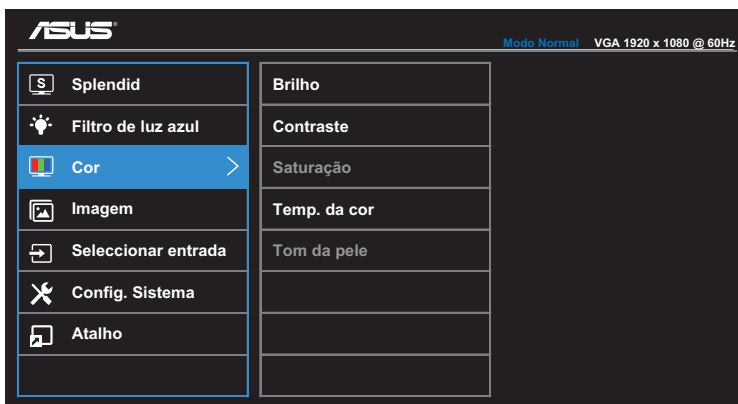 ASUS
Modo Normal VGA 1920 x 1080 @ 60Hz
S Splendid
Filtro de luz azul
Cor
Imagem
Seleccionar entrada
Config. Sistema
Atalho
Brilho
Contraste
Saturação
Temp. da cor
Tom da pele